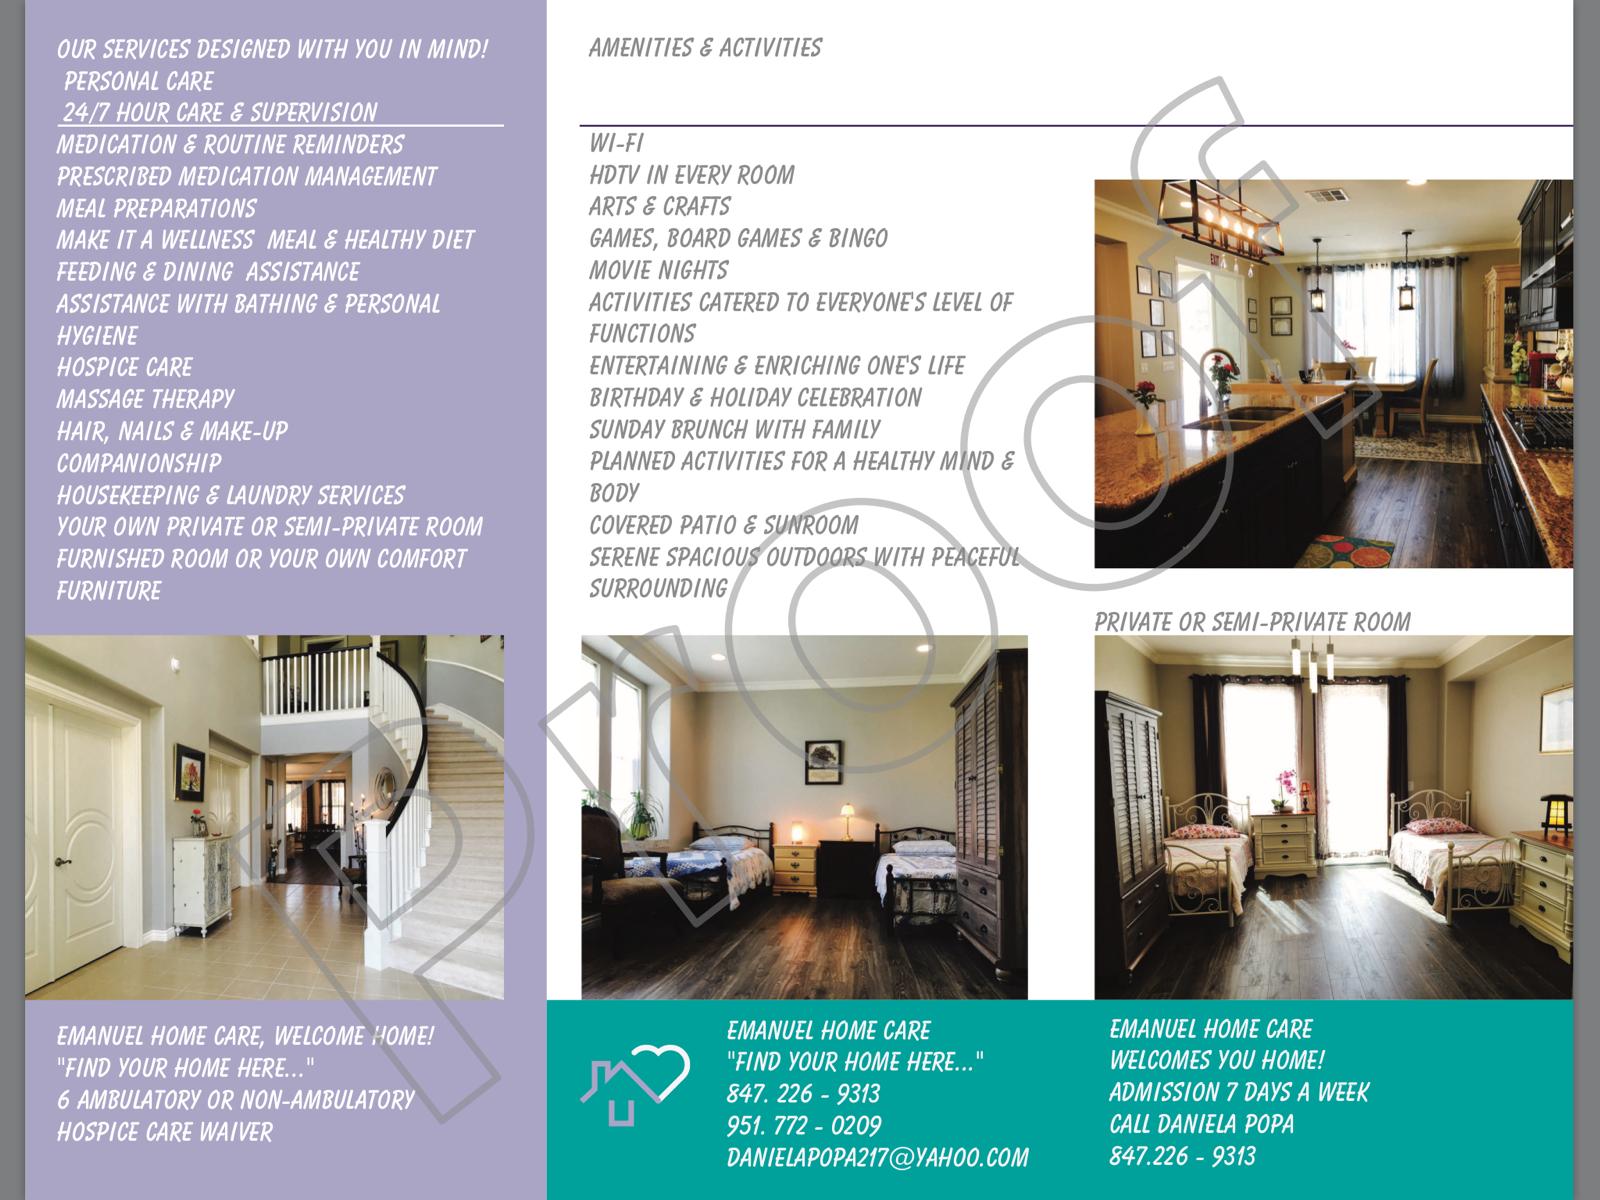 OUR SERVICES DESIGNED WITH YOU IN MIND!
PERSONAL CARE
24/7 HOUR CARE & SUPERVISION
MEDICATION & ROUTINE REMINDERS
PRESCRIBED MEDICATION MANAGEMENT
MEAL PREPARATIONS
MAKE IT A WELLNESS MEAL & HEALTHY DIET
FEEDING & DINING ASSISTANCE
ASSISTANCE WITH BATHING & PERSONAL
HYGIENE
HOSPICE CARE
MASSAGE THERAPY
HAIR, NAILS & MAKE-UP
COMPANIONSHIP
HOUSEKEEPING & LAUNDRY SERVICES
YOUR OWN PRIVATE OR SEMI-PRIVATE ROOM
FURNISHED ROOM OR YOUR OWN COMFORT
FURNITURE
EMANUEL HOME CARE, WELCOME HOME!
"FIND YOUR HOME HERE..."
6 AMBULATORY OR NON-AMBULATORY
HOSPICE CARE WAIVER
AMENITIES & ACTIVITIES
WI-FI
HDTV IN EVERY ROOM
ARTS & CRAFTS
GAMES, BOARD GAMES & BINGO
MOVIE NIGHTS
ACTIVITIES CATERED TO EVERYONE'S LEVEL OF
FUNCTIONS
ENTERTAINING & ENRICHING ONE'S LIFE
BIRTHDAY & HOLIDAY CELEBRATION
SUNDAY BRUNCH WITH FAMILY
PLANNED ACTIVITIES FOR A HEALTHY MIND &
BODY
COVERED PATIO & SUNROOM
SERENE SPACIOUS OUTDOORS WITH PEACEFUL
SURROUNDING
EMANUEL HOME CARE
"FIND YOUR HOME HERE..."
847. 226 - 9313
951. 772 - 0209
DANIELAPOPA217@YAHOO.COM
EXIT
PRIVATE OR SEMI-PRIVATE ROOM
EMANUEL HOME CARE
WELCOMES YOU HOME!
ADMISSION 7 DAYS A WEEK
CALL DANIELA POPA
847.226 - 9313
Proof